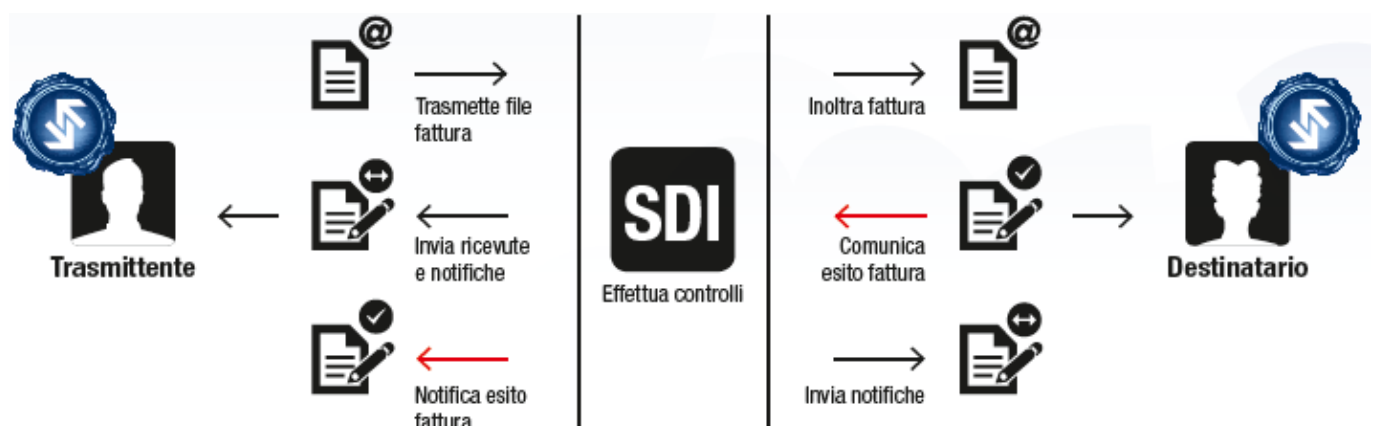 @
@
Trasmette file
fattura
Inoltra fattura
SDI
Invia ricevute
e notifiche
Comunica
esito fattura
Trasmittente
Destinatario
Effettua controlli
Notifica esito
fattura
Invia notifiche